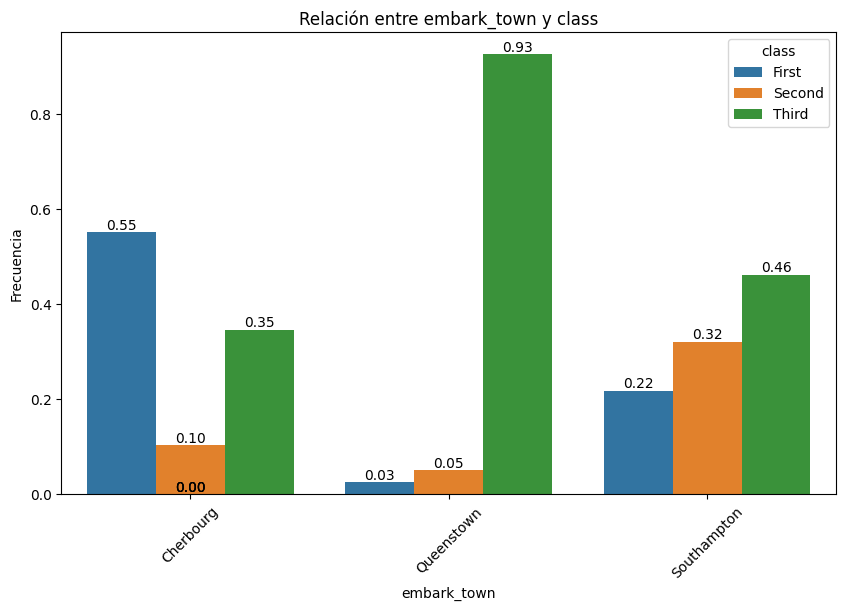 Relación entre embark_town y class
class
First
Second
Third
Frecuencia
0.8
0.6
0.4
0.2
0.0
0.55
0.10
0.00
0.35
0.03
0.05
0.93
0.22
0.32
0.46
Cherbourg
Queenstown
Southampton
embark_town